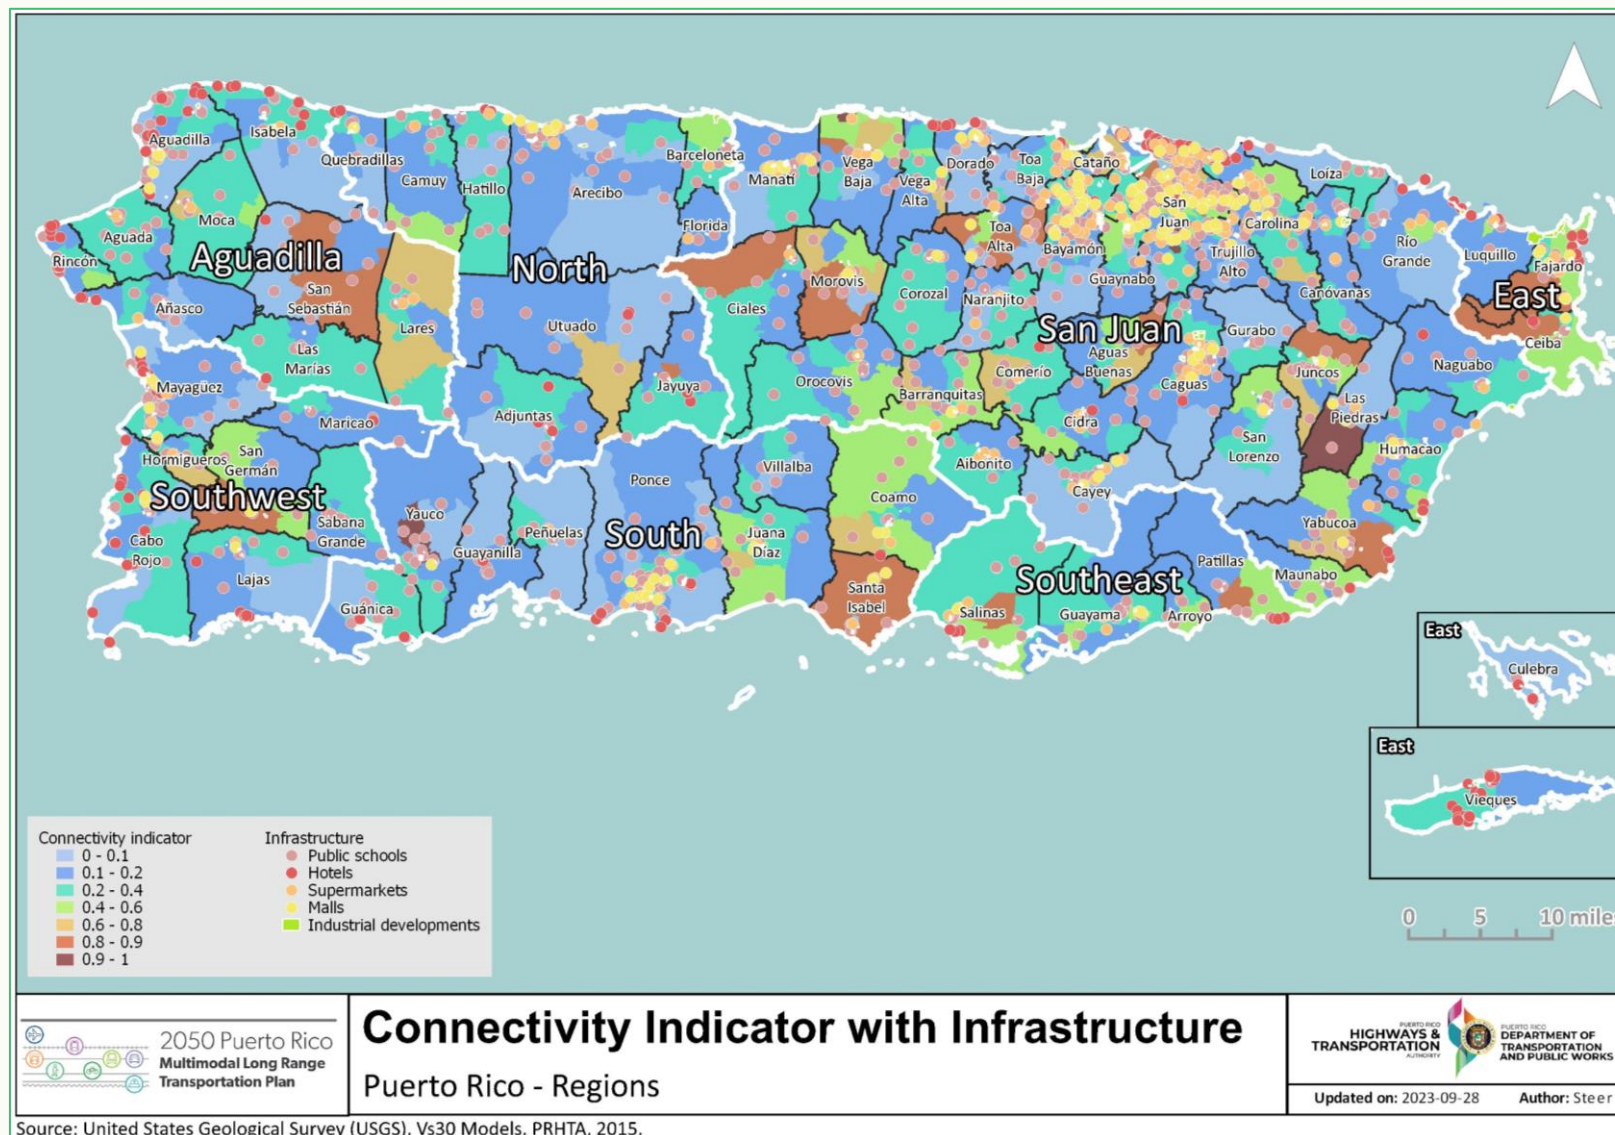 Aguadilla
Isabela
Quebradillas
Camuy
Hatillo
Arecibo
Barceloneta
Florida
Manatí
Vega
Baja
Vega
Alta
Dorado
Toa
Baja
Cataño
San
Juan
Carolina
Loíza
Moca
Aguada
Rincón
Aguadilla
San
Sebastián
Añasco
Las
Marías
Lares
North
Utuado
Ciales
Morovis
Corozal
Toa
Alta
Bayamón
Naranjito
Guaynabo
Trujillo
Alto
Canóvanas
Río
Grande
Luquillo
Fajardo
East
Ceiba
San Juan
Gurabo
Naguabo
Mayagüez
Maricao
Adjuntas
Jayuya
Orocovis
Barranquitas
Comerío
Aguas
Buenas
Caguas
Juncos
Las
Piedras
Humacao
Hormigueros
San
Germán
Southwest
Cabo
Rojo
Lajas
Sabana
Grande
Yauco
Guánica
Guayanilla
Peñuelas
Ponce
South
Villalba
Juana
Díaz
Coamo
Santa
Isabel
Aibonito
Cidra
Cayey
San
Lorenzo
Yabucoa
Southeast
Salinas
Guayama
Arroyo
Patillas
Maunabo
East
Culebra
East
Vieques
0 5 10 miles
Connectivity indicator
0 - 0.1
0.1 - 0.2
0.2 - 0.4
0.4 - 0.6
0.6 - 0.8
0.8 - 0.9
0.9 - 1
Infrastructure
Public schools
Hotels
Supermarkets
Malls
Industrial developments
2050 Puerto Rico
Multimodal Long Range
Transportation Plan
Connectivity Indicator with Infrastructure
Puerto Rico - Regions
PUERTO RICO
HIGHWAYS &
TRANSPORTATION
AUTHORITY
PUERTO RICO
DEPARTMENT OF
TRANSPORTATION
AND PUBLIC WORKS
Updated on: 2023-09-28 Author: Steer
Source: United States Geological Survey (USGS), Vs30 Models, PRHTA, 2015.